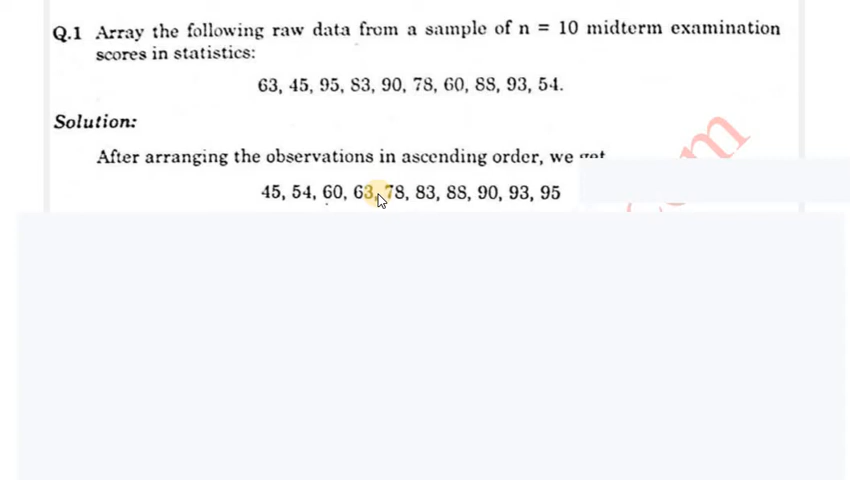 Q.1 Array the following raw data from a sample of n = 10 midterm examination
scores in statistics:
63, 45, 95, 83, 90, 78, 60, 88, 93, 54.
Solution:
After arranging the observations in ascending order, we get
45, 54, 60, 63, 78, 83, 88, 90, 93, 95